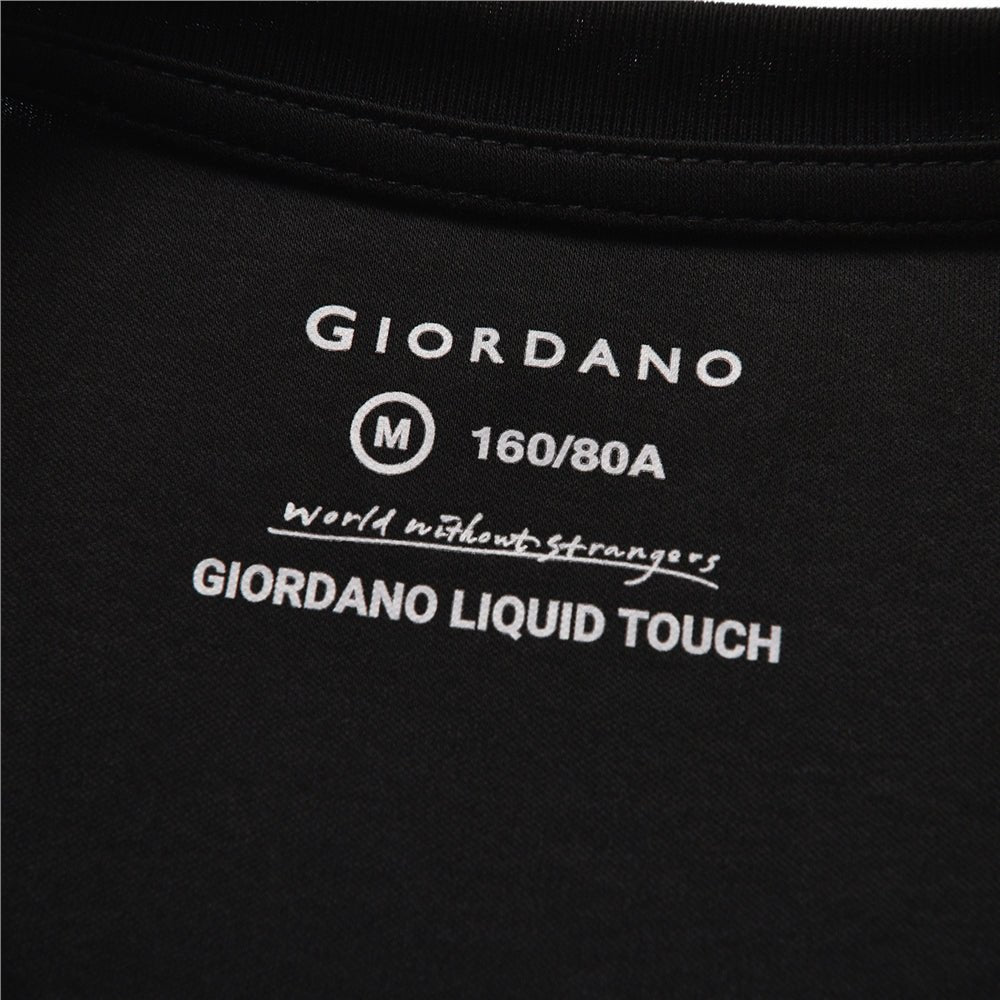 GIORDANO
M 160/80A
world without strangers
GIORDANO LIQUID TOUCH